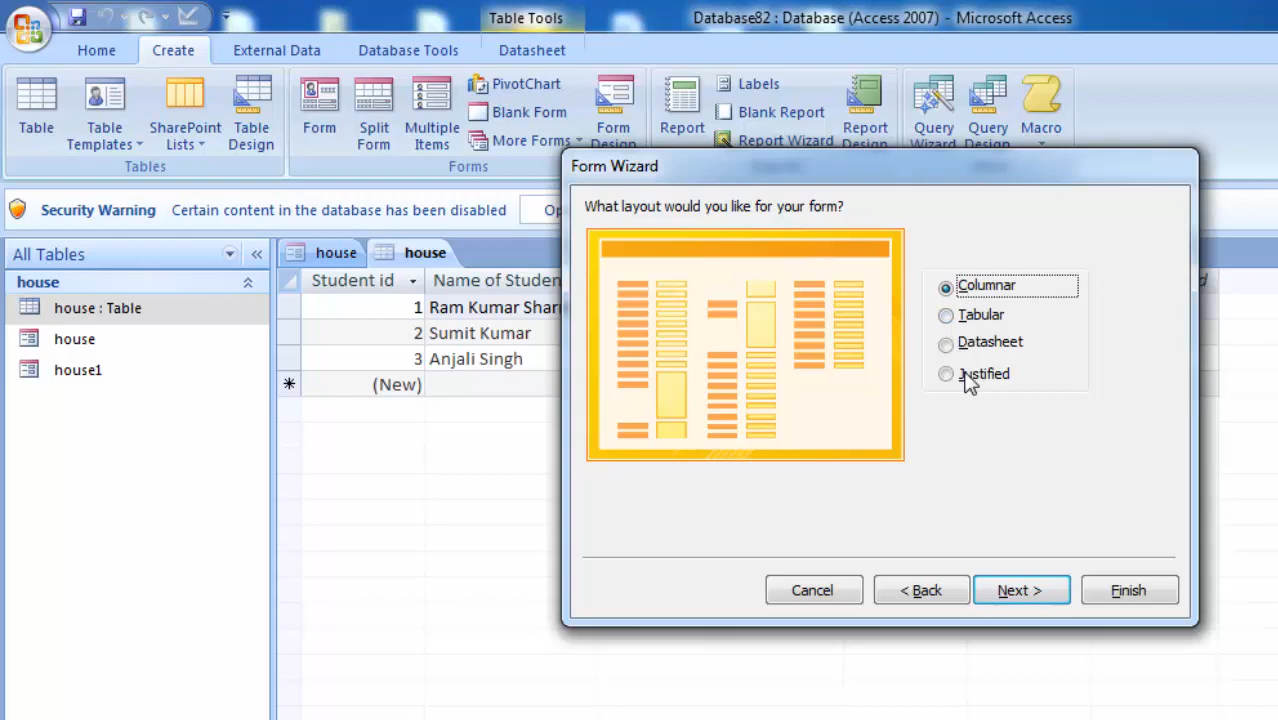 Table Tools
Database82 : Database (Access 2007) - Microsoft Access
Home
Create
External Data
Database Tools
Datasheet
Table
Table
Templates
SharePoint
Lists
Table
Design
Tables
Form
Split
Form
Multiple
Items
PivotChart
Blank Form
More Forms
Form
Design
Forms
Report
Labels
Blank Report
Report Wizard
Report
Design
Query
Wizard
Query
Design
Macro
Security Warning
Certain content in the database has been disabled
Op
All Tables
house
house : Table
house
house1
house
house
Student id
Name of Studen
1
Ram Kumar Shar
2
Sumit Kumar
3
Anjali Singh
(New)
Form Wizard
What layout would you like for your form?
Columnar
Tabular
Datasheet
Justified
Cancel
< Back
Next >
Finish